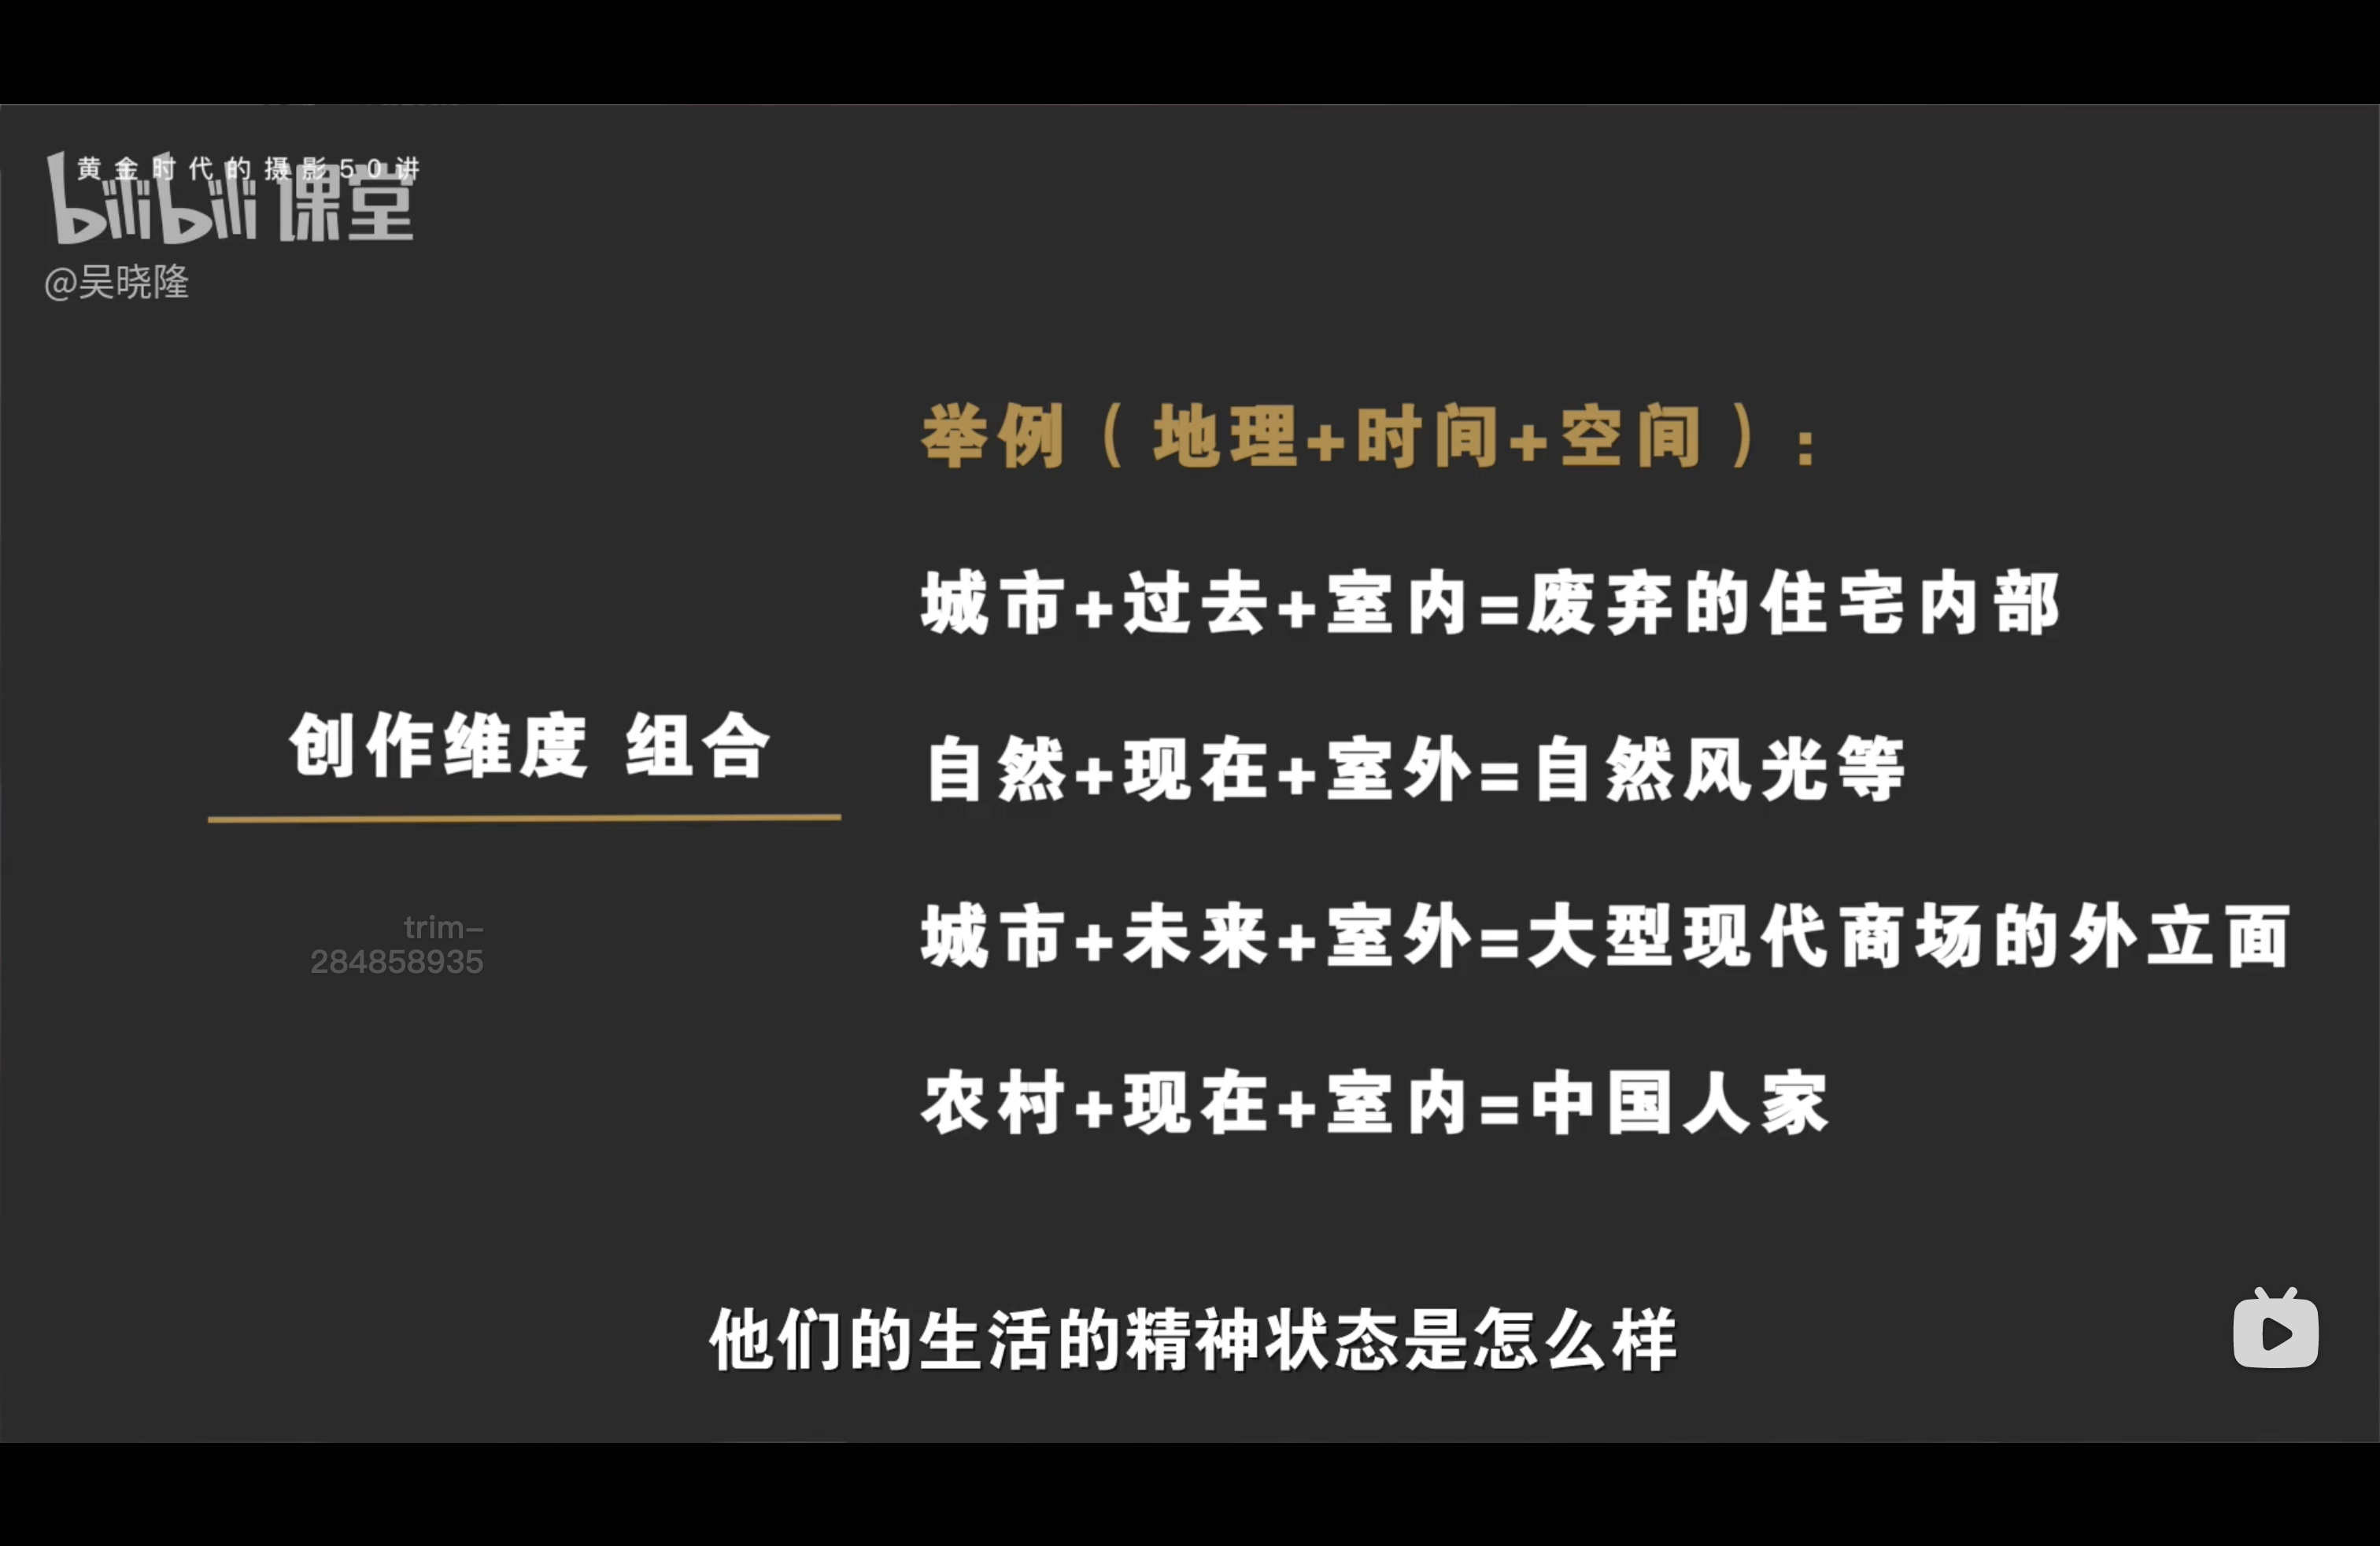 黄金时代的摄影50讲
bilibili课堂
@吴晓隆
举例（地理+时间+空间）：
城市+过去+室内=废弃的住宅内部
自然+现在+室外=自然风光等
城市+未来+室外=大型现代商场的外立面
农村+现在+室内=中国人家
创作维度 组合
trim-
284858935
他们的生活的精神状态是怎么样